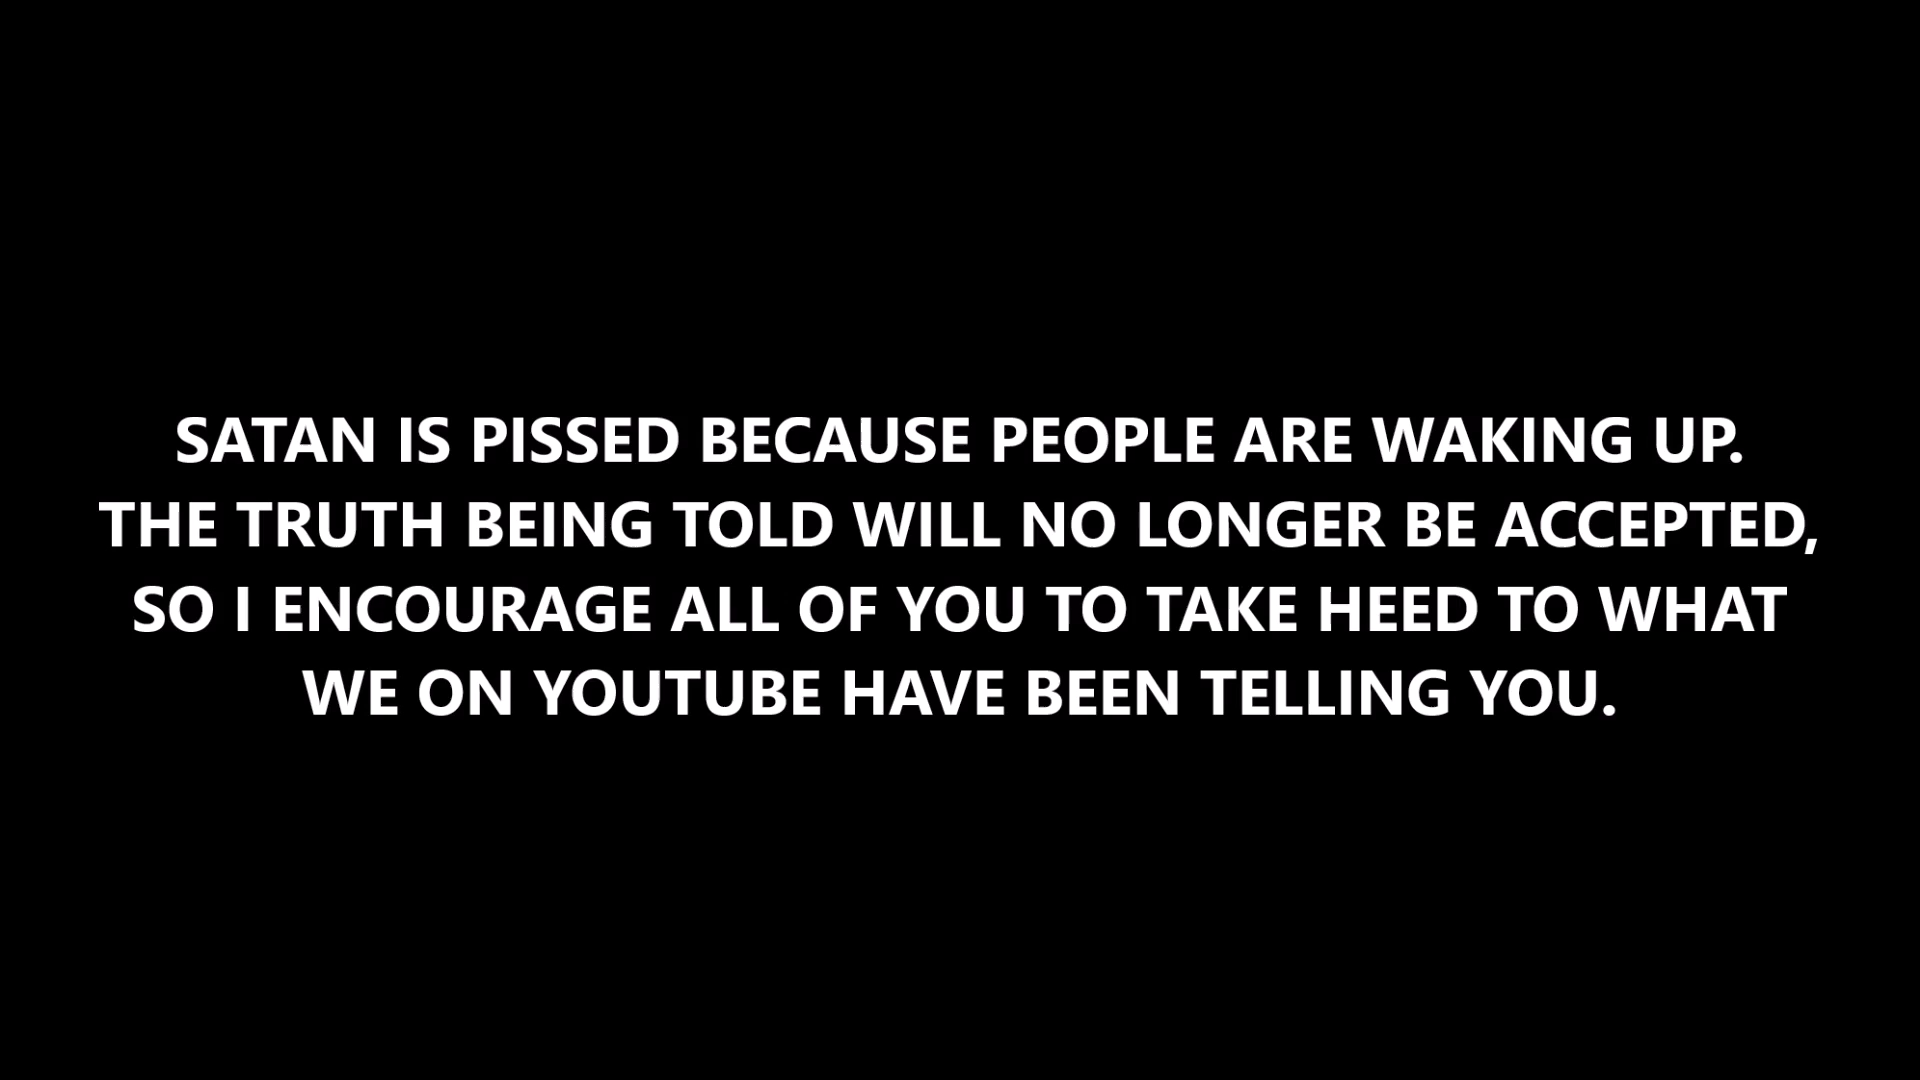 SATAN IS PISSED BECAUSE PEOPLE ARE WAKING UP.
THE TRUTH BEING TOLD WILL NO LONGER BE ACCEPTED,
SO I ENCOURAGE ALL OF YOU TO TAKE HEED TO WHAT
WE ON YOUTUBE HAVE BEEN TELLING YOU.